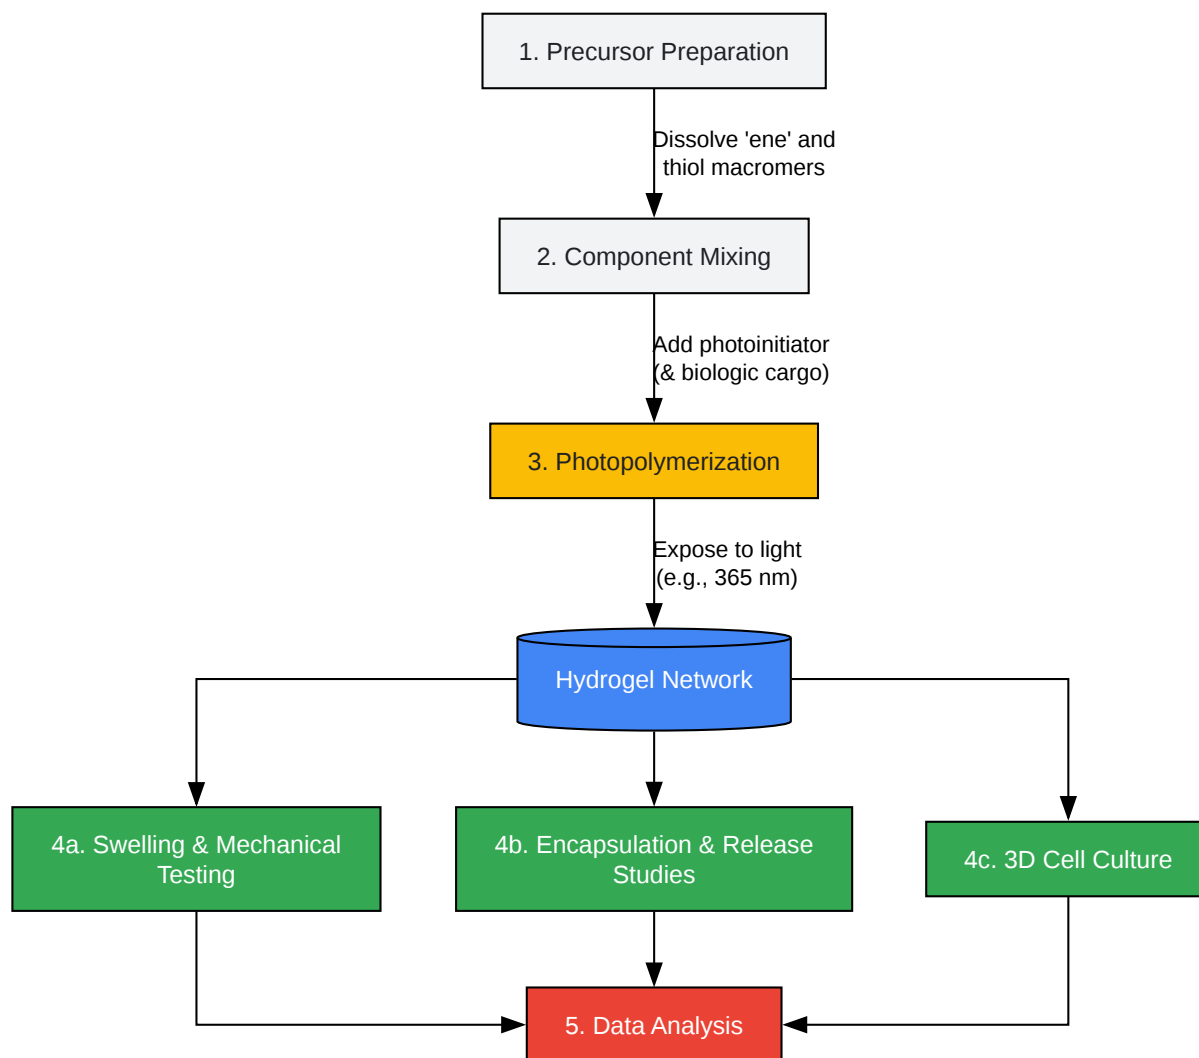 1. Precursor Preparation
Dissolve 'ene' and
thiol macromers
2. Component Mixing
Add photoinitiator
(& biologic cargo)
3. Photopolymerization
Expose to light
(e.g., 365 nm)
Hydrogel Network
4a. Swelling & Mechanical
Testing
4b. Encapsulation & Release
Studies
4c. 3D Cell Culture
5. Data Analysis